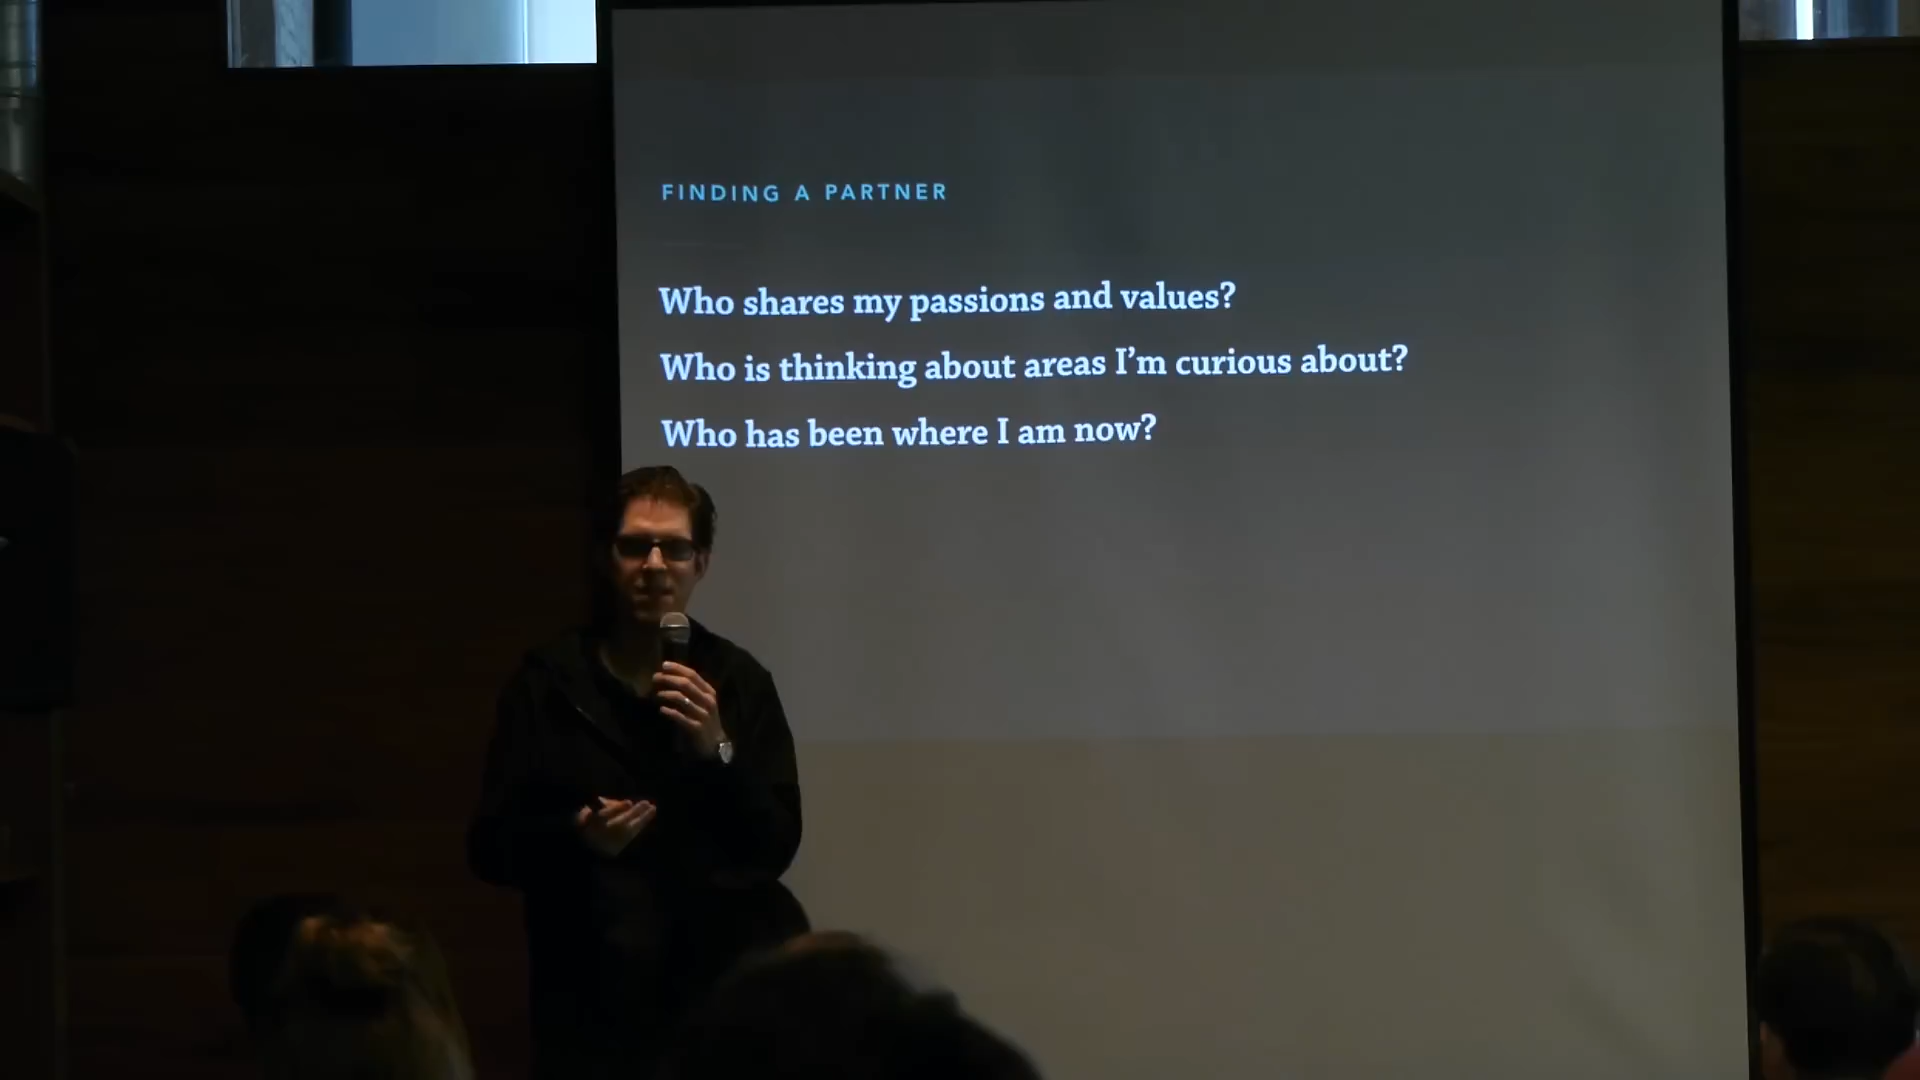 FINDING A PARTNER
Who shares my passions and values?
Who is thinking about areas I’m curious about?
Who has been where I am now?